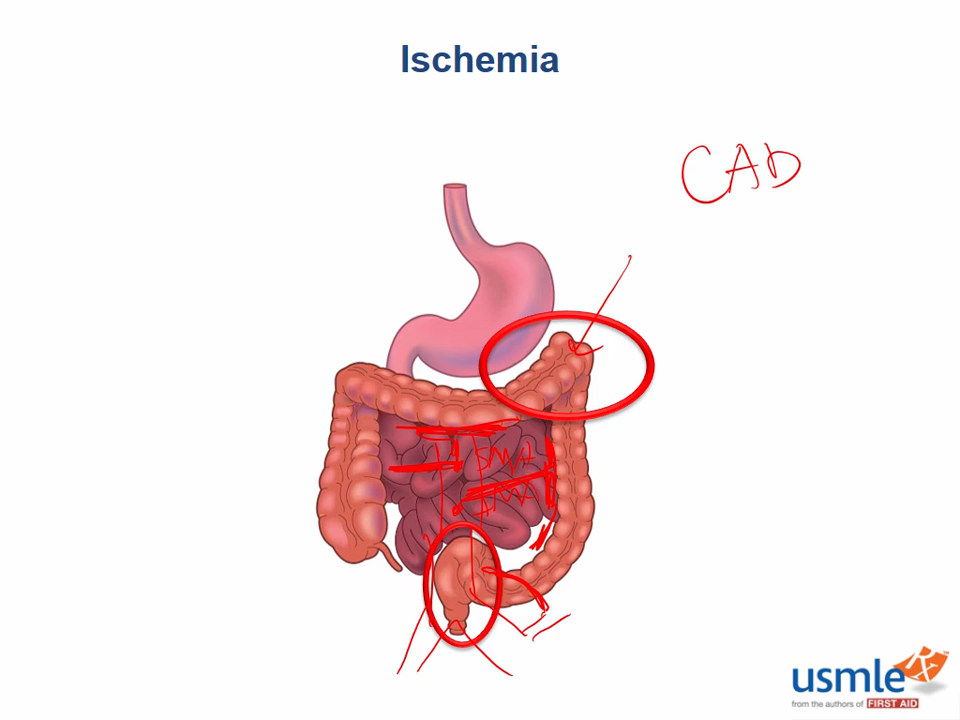 Ischemia
CAD
SMA
IMA
usmle
from the authors of FIRST AID